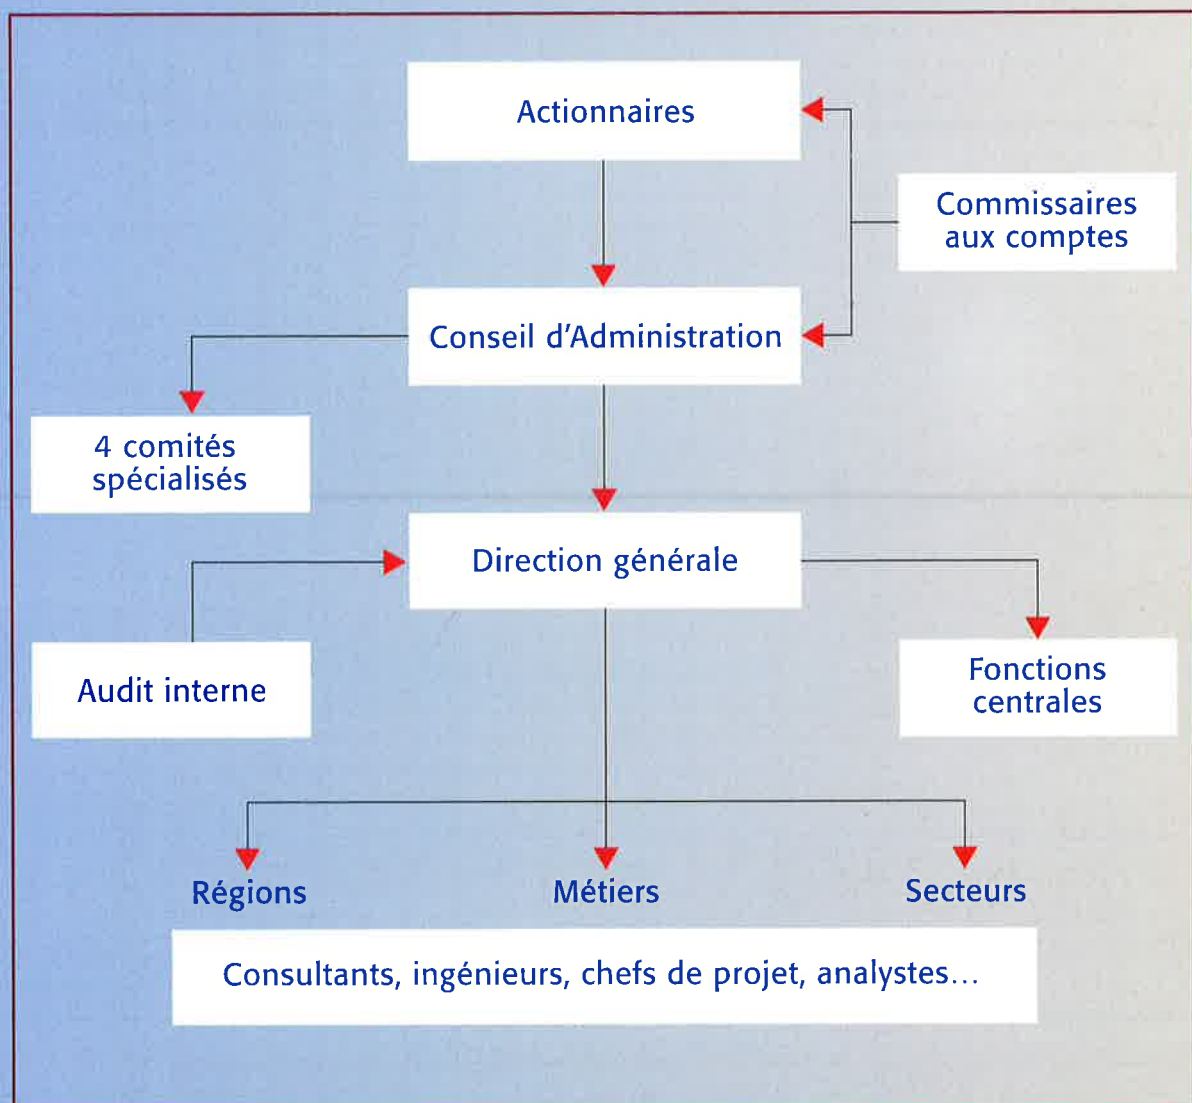 Actionnaires
Commissaires
aux comptes
Conseil d'Administration
4 comités
spécialisés
Direction générale
Audit interne
Fonctions
centrales
Régions
Métiers
Secteurs
Consultants, ingénieurs, chefs de projet, analystes...